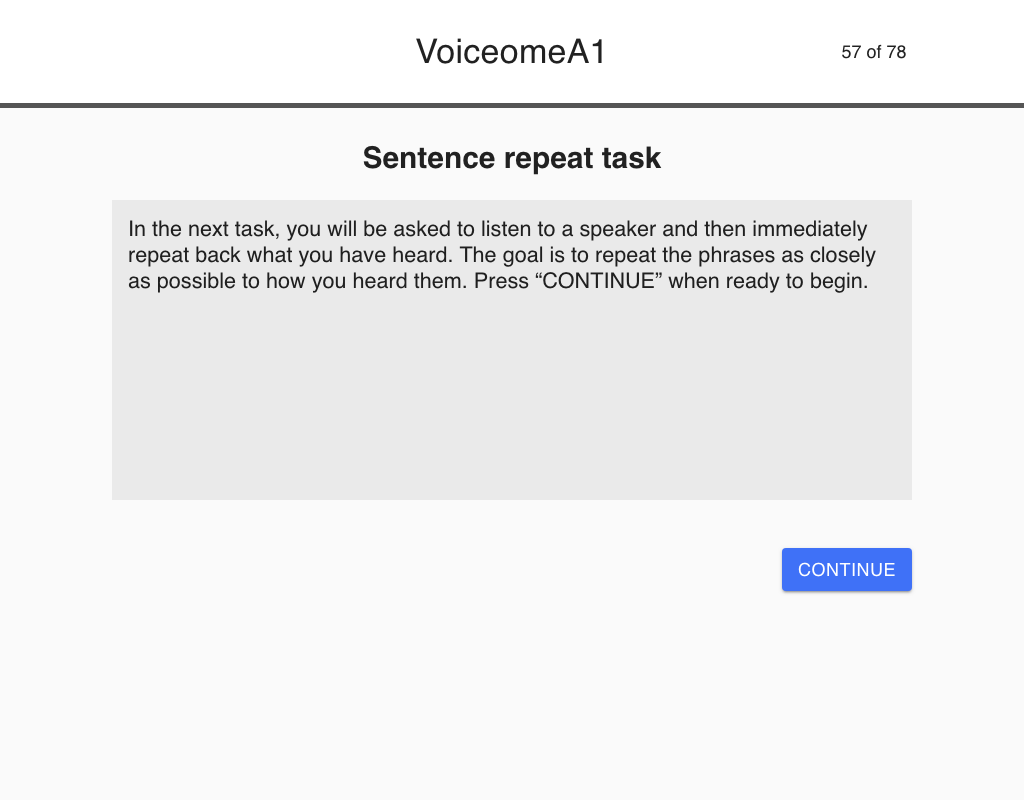 VoiceomeA1
57 of 78
Sentence repeat task
In the next task, you will be asked to listen to a speaker and then immediately
repeat back what you have heard. The goal is to repeat the phrases as closely
as possible to how you heard them. Press “CONTINUE” when ready to begin.
CONTINUE